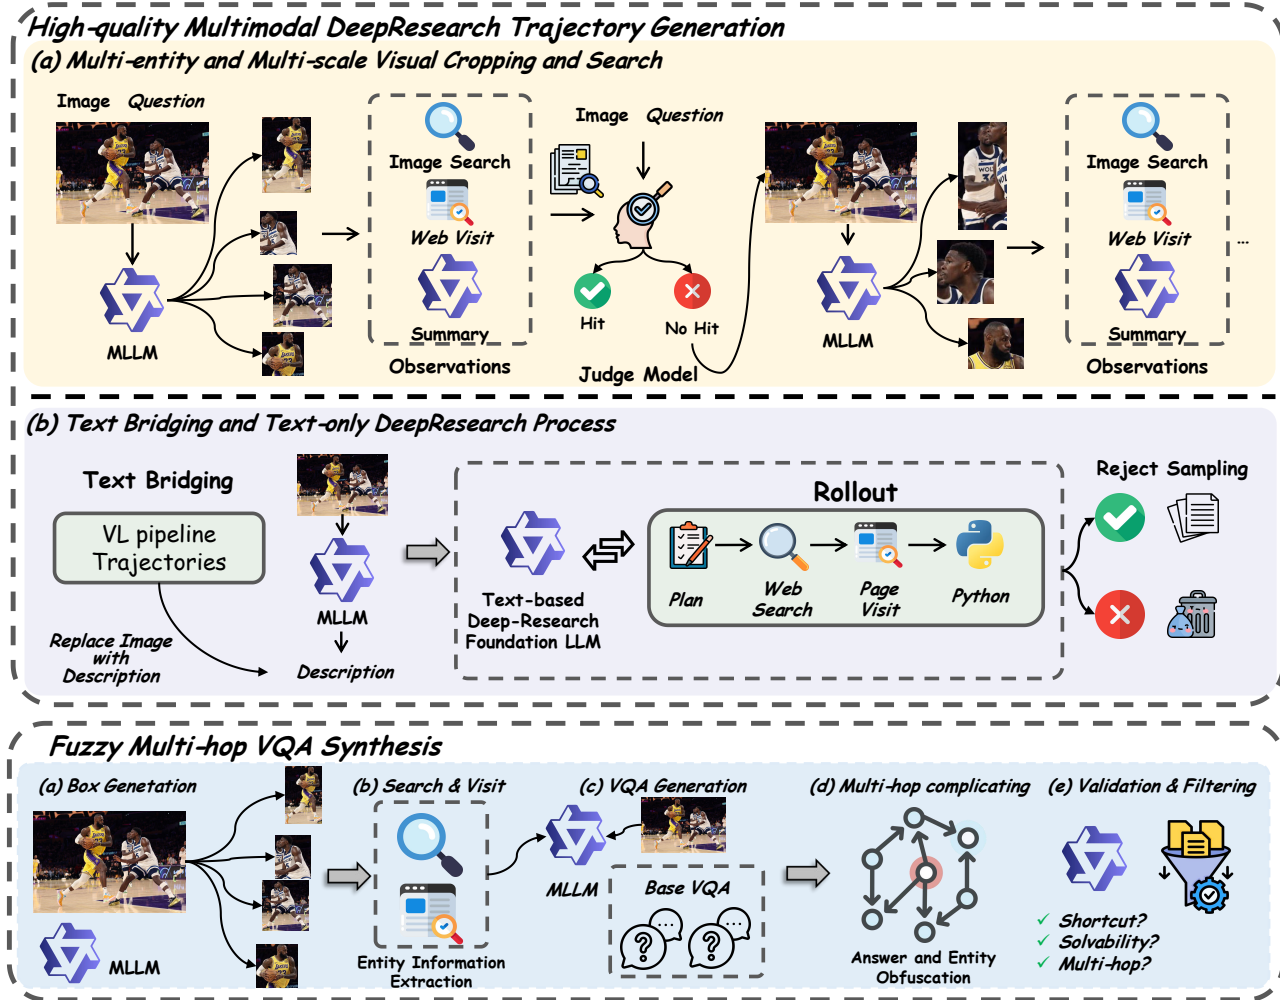 High-quality Multimodal DeepResearch Trajectory Generation
(a) Multi-entity and Multi-scale Visual Cropping and Search
Image Question
MLLM
Image Search
Web Visit
Summary
Observations
Image Question
Hit
No Hit
Judge Model
MLLM
Image Search
Web Visit
Summary
Observations
...
(b) Text Bridging and Text-only DeepResearch Process
Text Bridging
VL pipeline
Trajectories
Replace Image
with
Description
MLLM
Description
Text-based
Deep-Research
Foundation LLM
Rollout
Plan
Web
Search
Page
Visit
Python
Reject Sampling
Fuzzy Multi-hop VQA Synthesis
(a) Box Genetation
MLLM
(b) Search & Visit
Entity Information
Extraction
(c) VQA Generation
MLLM
Base VQA
(d) Multi-hop complicating
Answer and Entity
Obfuscation
(e) Validation & Filtering
✓ Shortcut?
✓ Solvability?
✓ Multi-hop?